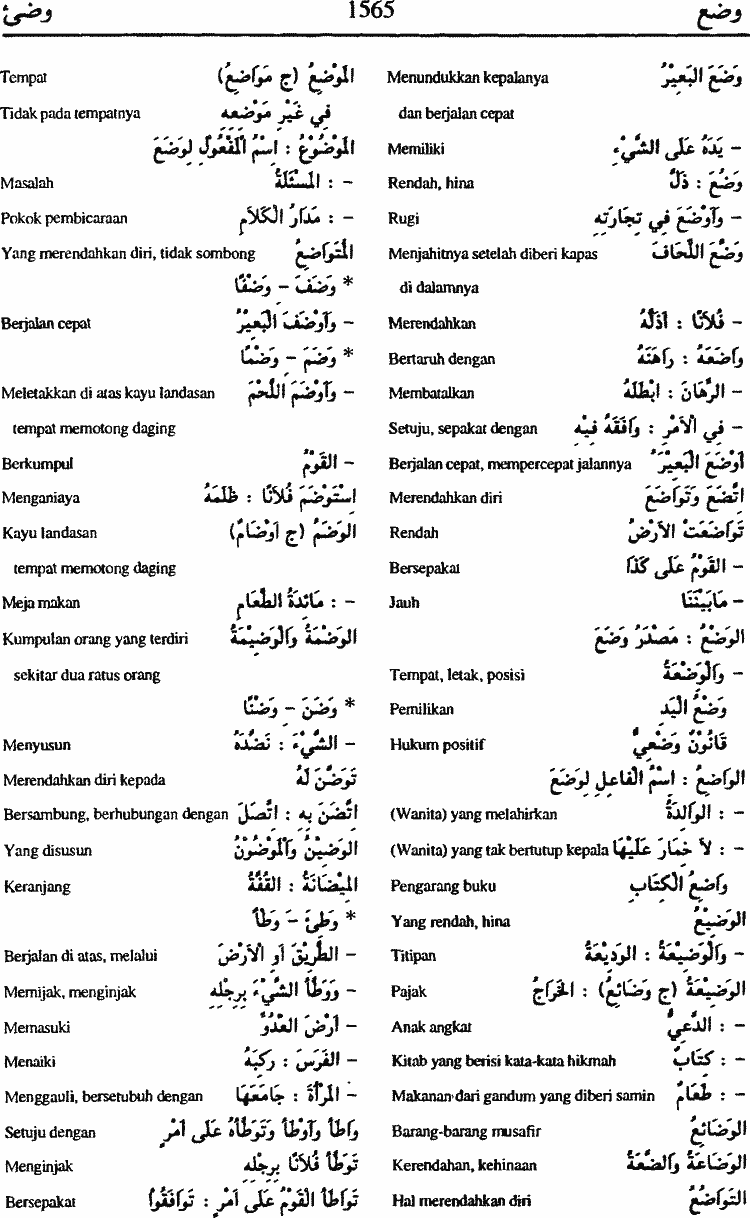 وضع 1565 وضئ
وَضَعَ الْبَعِيْرُ Menundukkan kepalanya
dan berjalan cepat
– يَدَهُ عَلَى الشَّيْءِ Memiliki
وَضُعَ : ذَلَّ Rendah, hina
– وَأَوْضَعَ فِي تِجَارَتِهِ Rugi
وَضَّعَ اللِّحَافَ Menjahitnya setelah diberi kapas
di dalamnya
– فُلاَنًا : أَذَلَّهُ Merendahkan
وَاضَعَهُ : رَاهَنَهُ Bertaruh dengan
– الرِّهَانَ : اَبْطَلَهُ Membatalkan
– فِي الْأَمْرِ : وَافَقَهُ فِيْهِ Setuju, sepakat dengan
أَوْضَعَ الْبَعِيْرَ Berjalan cepat, mempercepat jalannya
اتَّضَعَ وَتَوَاضَعَ Merendahkan diri
تَوَاضَعَتْ الْأَرْضُ Rendah
– الْقَوْمُ عَلَى كَذَا Bersepakat
– مَابَيْنَنَا Jauh
الوَضْعُ : مَصْدَرُ وَضَعَ
– وَالْوَضْعَةُ Tempat, letak, posisi
وَضْعُ الْيَدِ Pemilikan
قَانُوْنٌ وَضْعِيٌّ Hukum positif
الوَاضِعُ : اسْمُ الْفَاعِلِ لِوَضَعَ
– : الوَالِدَةُ (Wanita) yang melahirkan
– : لاَ خِمَارَ عَلَيْهَا (Wanita) yang tak bertutup kepala
وَاضِعُ الْكِتَابِ Pengarang buku
الوَضِيْعُ Yang rendah, hina
– وَالْوَضِيْعَةُ : الوَدِيْعَةُ Titipan
الوَضِيْعَةُ (ج وَضَائِعُ) : الخَرَاجُ Pajak
– : الدَّعِيُّ Anak angkat
– : كِتَابٌ Kitab yang berisi kata-kata hikmah
– : طَعَامٌ Makanan dari gandum yang diberi samin
الوَضَائِعُ Barang-barang musafir
الوَضَاعَةُ وَالضَّعَةُ Kerendahan, kehinaan
التَّوَاضُعُ Hal merendahkan diri
الْمَوْضِعُ (ج مَوَاضِعُ) Tempat
فِي غَيْرِ مَوْضِعِهِ Tidak pada tempatnya
الْمَوْضُوْعُ : اِسْمُ الْمَفْعُوْلِ لِوَضَعَ
– : الْمَسْئَلَةُ Masalah
– : مَدَارُ الْكَلاَمِ Pokok pembicaraan
الْمُتَوَاضِعُ Yang merendahkan diri, tidak sombong
* وَضَفَ – وَضْفًا
– وَأَوْضَفَ الْبَعِيْرُ Berjalan cepat
* وَضَمَ – وَضْمًا
– وَأَوْضَمَ اللَّحْمَ Meletakkan di atas kayu landasan
tempat memotong daging
– الْقَوْمُ Berkumpul
اِسْتَوْضَمَ فُلاَنًا : ظَلَمَهُ Menganiaya
الوَضَمُ (ج اَوْضَامٌ) Kayu landasan
tempat memotong daging
– : مَائِدَةُ الطَّعَامِ Meja makan
الوَضْمَةُ وَالْوَضِيْمَةُ Kumpulan orang yang terdiri
sekitar dua ratus orang
* وَضَنَ – وَضْنًا
– الشَّيْءَ : نَضَّدَهُ Menyusun
تَوَضَّنَ لَهُ Merendahkan diri kepada
اتَّضَنَ بِهِ : اتَّصَلَ Bersambung, berhubungan dengan
الوَضِيْنُ وَالْمَوْضُوْنُ Yang disusun
الْمِيْضَانَةُ : الْقُفَّةُ Keranjang
* وَطِئَ – وَطْأً
– الطَّرِيْقَ اَوِ الْأَرْضَ Berjalan di atas, melalui
– وَوَطَأَ الشَّيْءَ بِرِجْلِهِ Memijak, menginjak
– أَرْضَ الْعَدُوِّ Memasuki
– الْفَرَسَ : رَكِبَهُ Menaiki
– الْمَرْأَةَ : جَامَعَهَا Menggauli, bersetubuh dengan
وَاطَأَ وَأَوْطَأَ وَتَوَطَّأَهُ عَلَى اَمْرٍ Setuju dengan
تَوَطَّأَ فُلاَنًا بِرِجْلِهِ Menginjak
تَوَاطَأَ الْقَوْمُ عَلَى اَمْرٍ : تَوَافَقُوْا Bersepakat